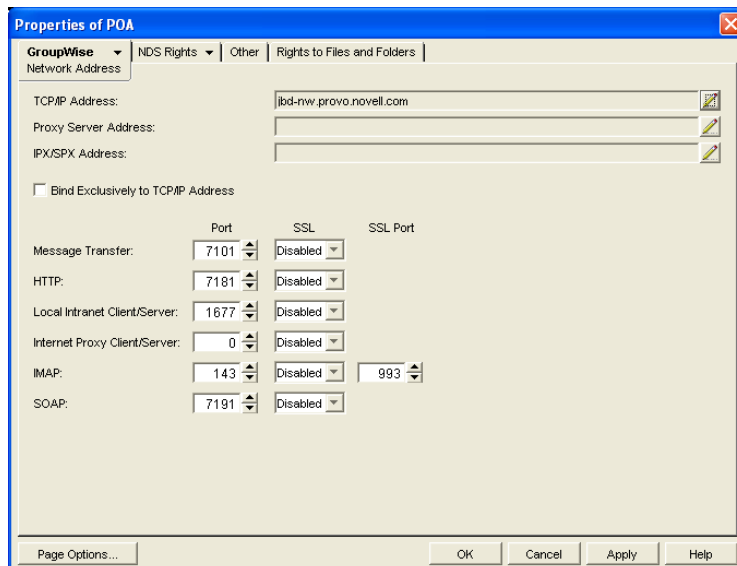 Properties of POA
GroupWise NDS Rights Other Rights to Files and Folders
Network Address
TCP/IP Address: jbd-nw.provo.novell.com
Proxy Server Address:
IPX/SPX Address:
Bind Exclusively to TCP/IP Address
Port SSL SSL Port
Message Transfer: 7101 Disabled
HTTP: 7181 Disabled
Local Intranet Client/Server: 1677 Disabled
Internet Proxy Client/Server: 0 Disabled
IMAP: 143 Disabled 993
SOAP: 7191 Disabled
Page Options... OK Cancel Apply Help